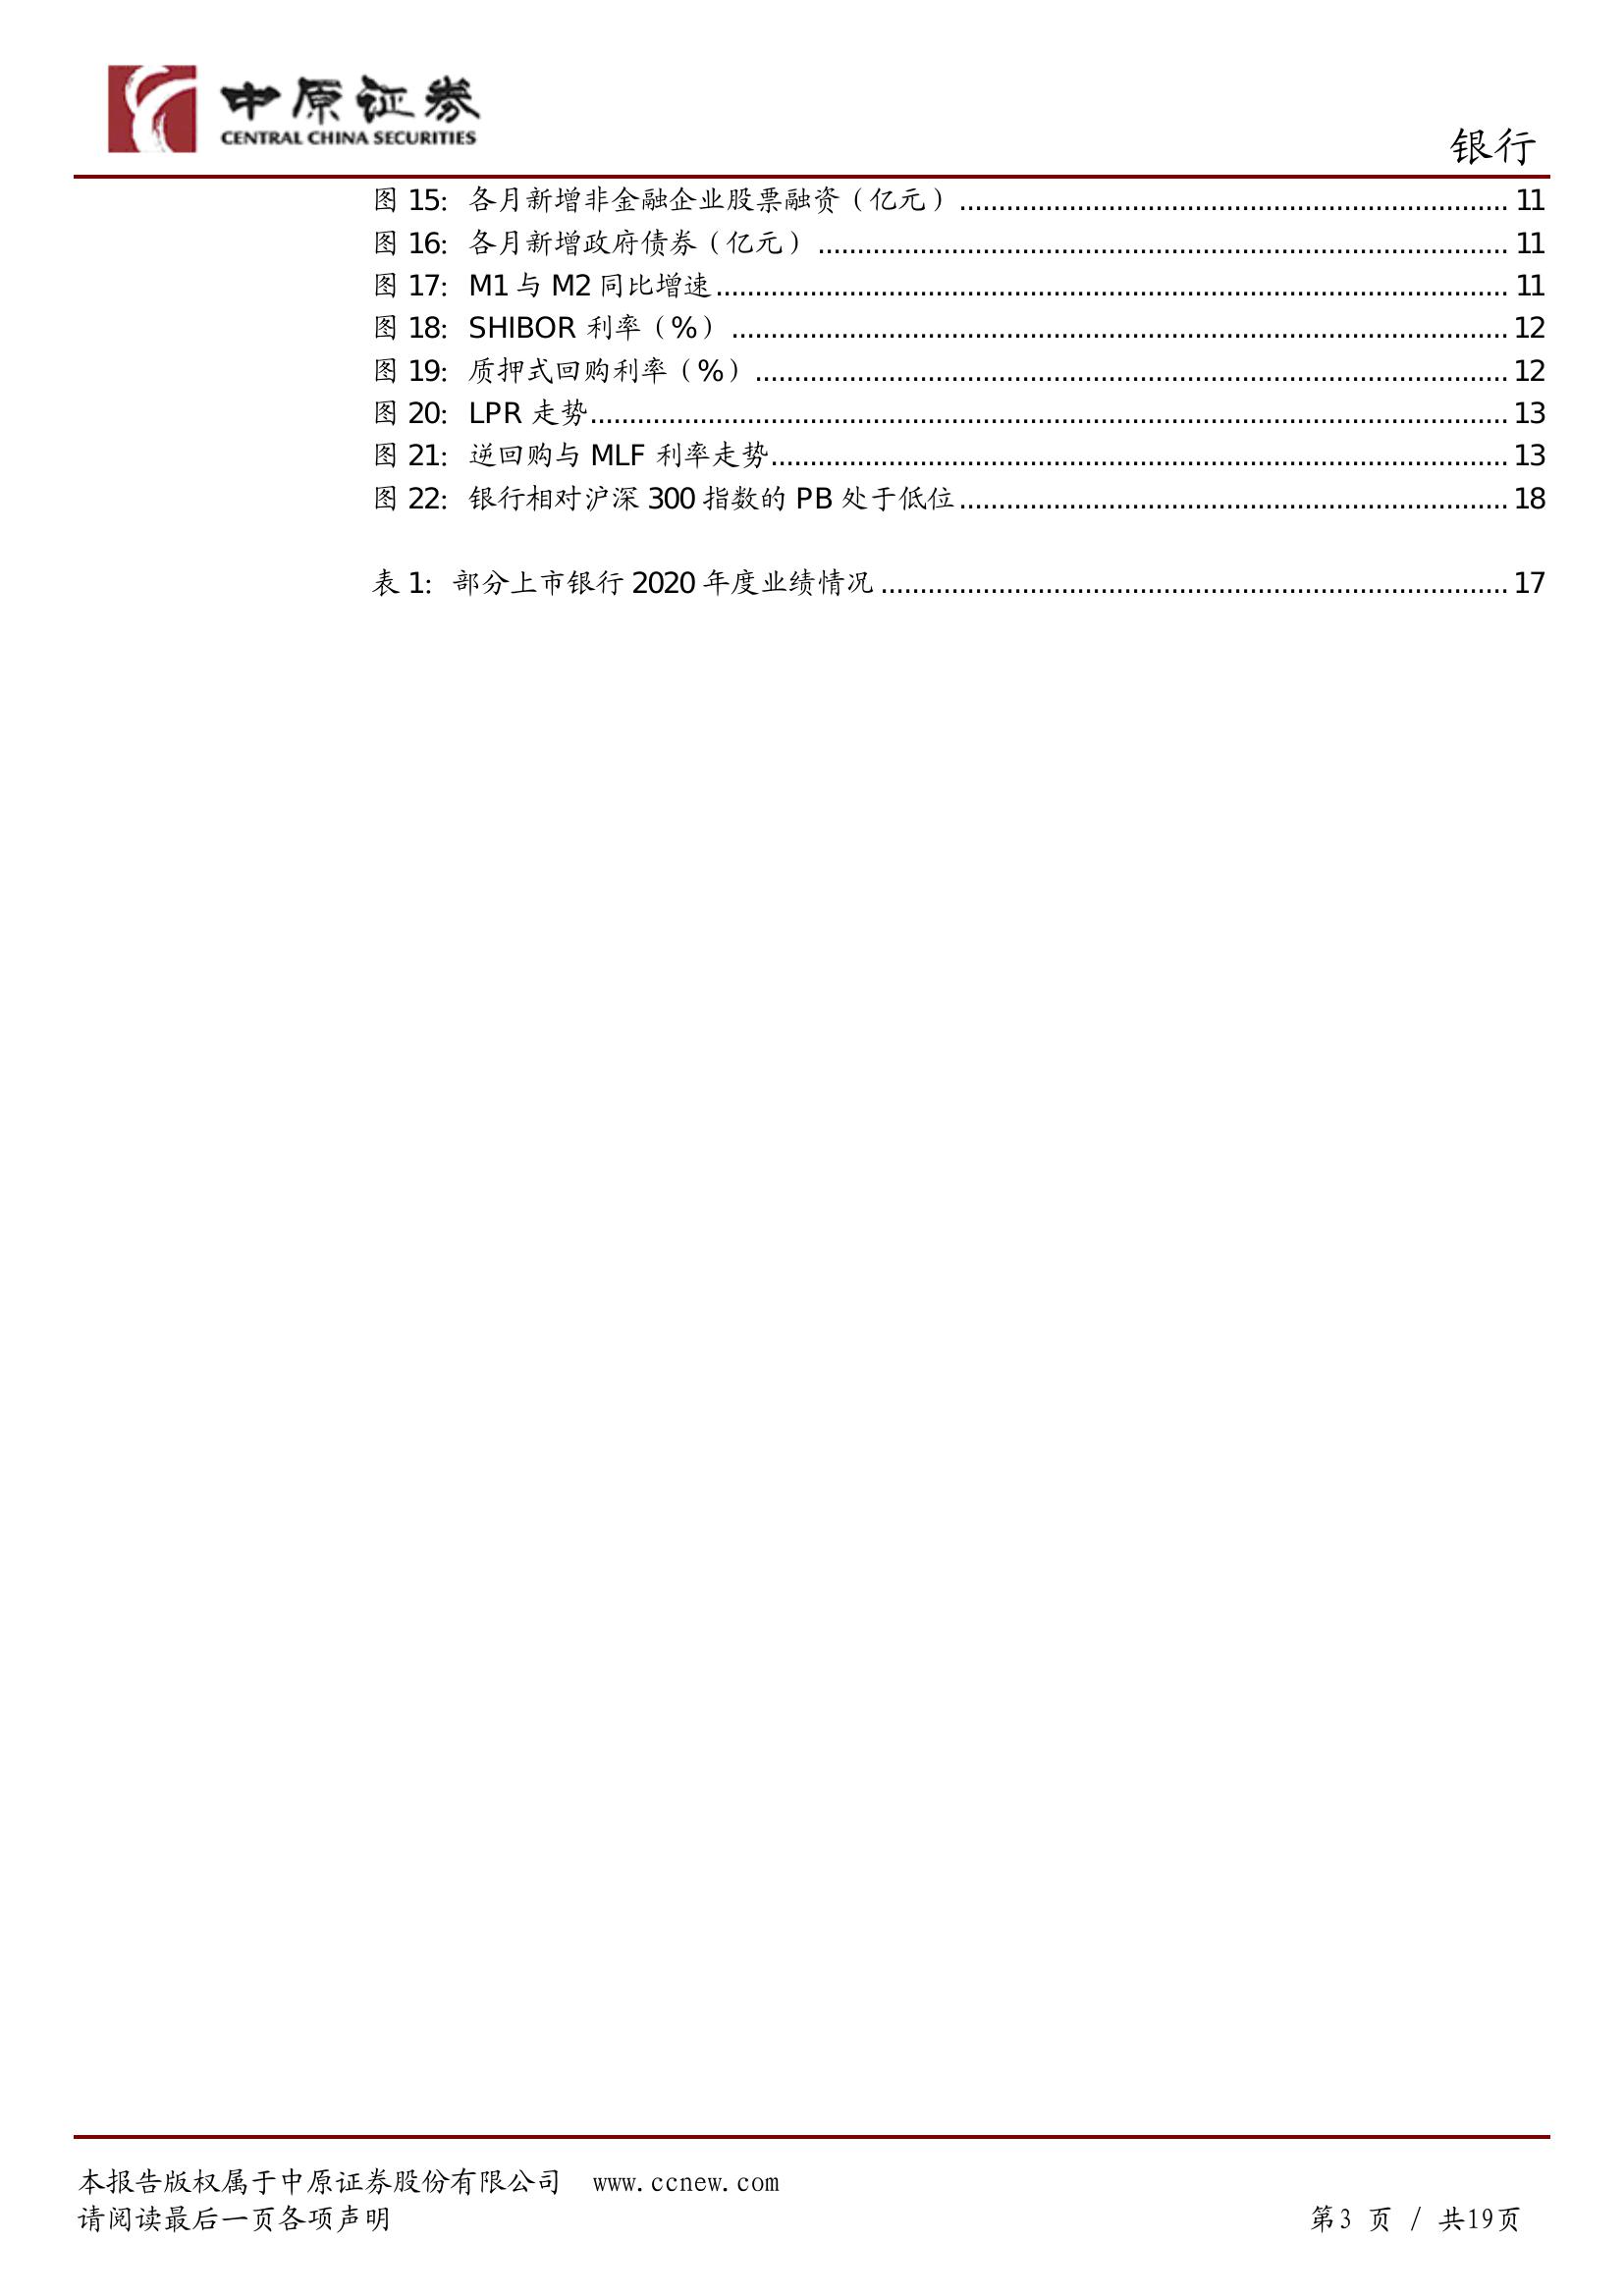 中原证券
CENTRAL CHINA SECURITIES
银行
图 15: 各月新增非金融企业股票融资（亿元）........................................................................ 11
图 16: 各月新增政府债券（亿元）.......................................................................................... 11
图 17: M1 与 M2 同比增速....................................................................................................... 11
图 18: SHIBOR 利率（%）..................................................................................................... 12
图 19: 质押式回购利率（%）.................................................................................................. 12
图 20: LPR 走势....................................................................................................................... 13
图 21: 逆回购与 MLF 利率走势................................................................................................ 13
图 22: 银行相对沪深 300 指数的 PB 处于低位........................................................................ 18
表 1: 部分上市银行 2020 年度业绩情况.................................................................................. 17
本报告版权属于中原证券股份有限公司 www.ccnew.com
请阅读最后一页各项声明 第3 页 / 共19页